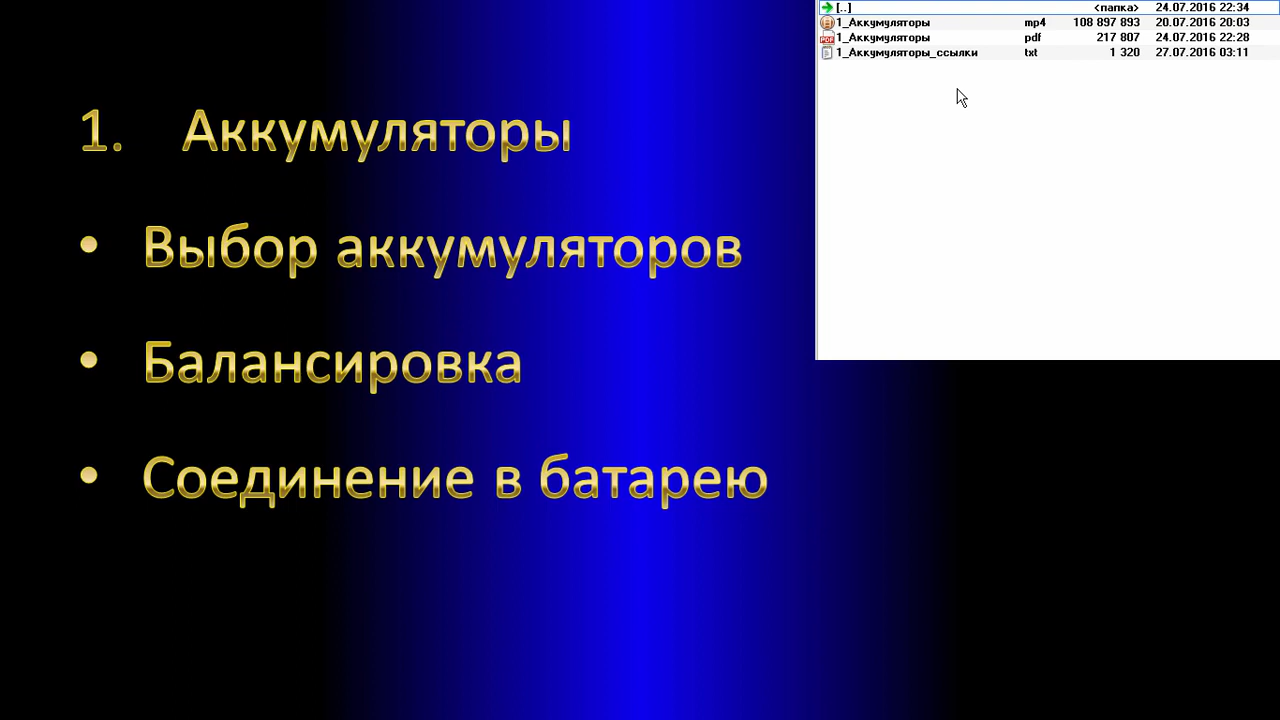 [..] <папка> 24.07.2016 22:34
1_Аккумуляторы mp4 108 897 893 20.07.2016 20:03
1_Аккумуляторы pdf 217 807 24.07.2016 22:28
1_Аккумуляторы_ссылки txt 1 320 27.07.2016 03:11
1. Аккумуляторы
• Выбор аккумуляторов
• Балансировка
• Соединение в батарею